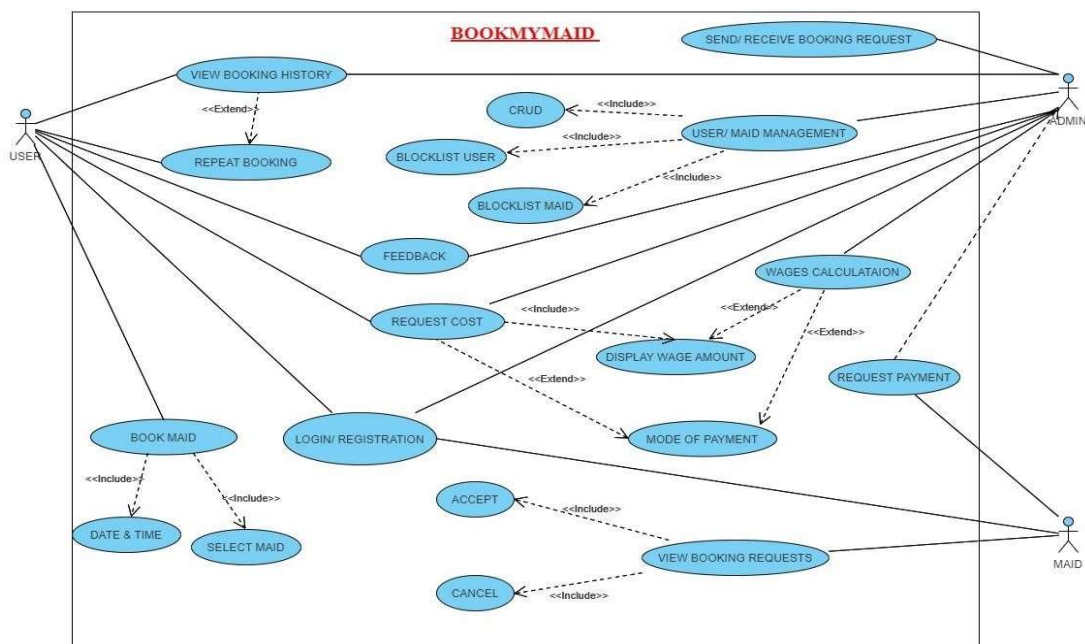 BOOKMYMAID
SEND/ RECEIVE BOOKING REQUEST
VIEW BOOKING HISTORY
<<Extend>>
CRUD
<<Include>>
USER/ MAID MANAGEMENT
ADMIN
USER
REPEAT BOOKING
BLOCKLIST USER
<<Include>>
<<Include>>
BLOCKLIST MAID
FEEDBACK
WAGES CALCULATAION
REQUEST COST
<<Include>>
<<Extend>>
<<Extend>>
DISPLAY WAGE AMOUNT
REQUEST PAYMENT
<<Extend>>
BOOK MAID
LOGIN/ REGISTRATION
MODE OF PAYMENT
<<Include>>
<<Include>>
ACCEPT
<<Include>>
DATE & TIME
SELECT MAID
VIEW BOOKING REQUESTS
MAID
CANCEL
<<Include>>